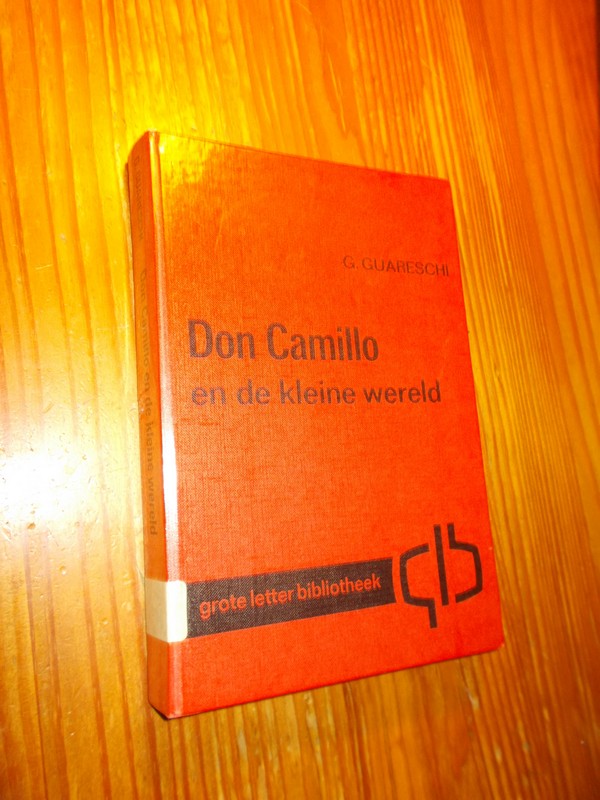 G. GUARESCHI
Don Camillo
en de kleine wereld
grote letter bibliotheek
glb
Don Camillo en de kleine wereld